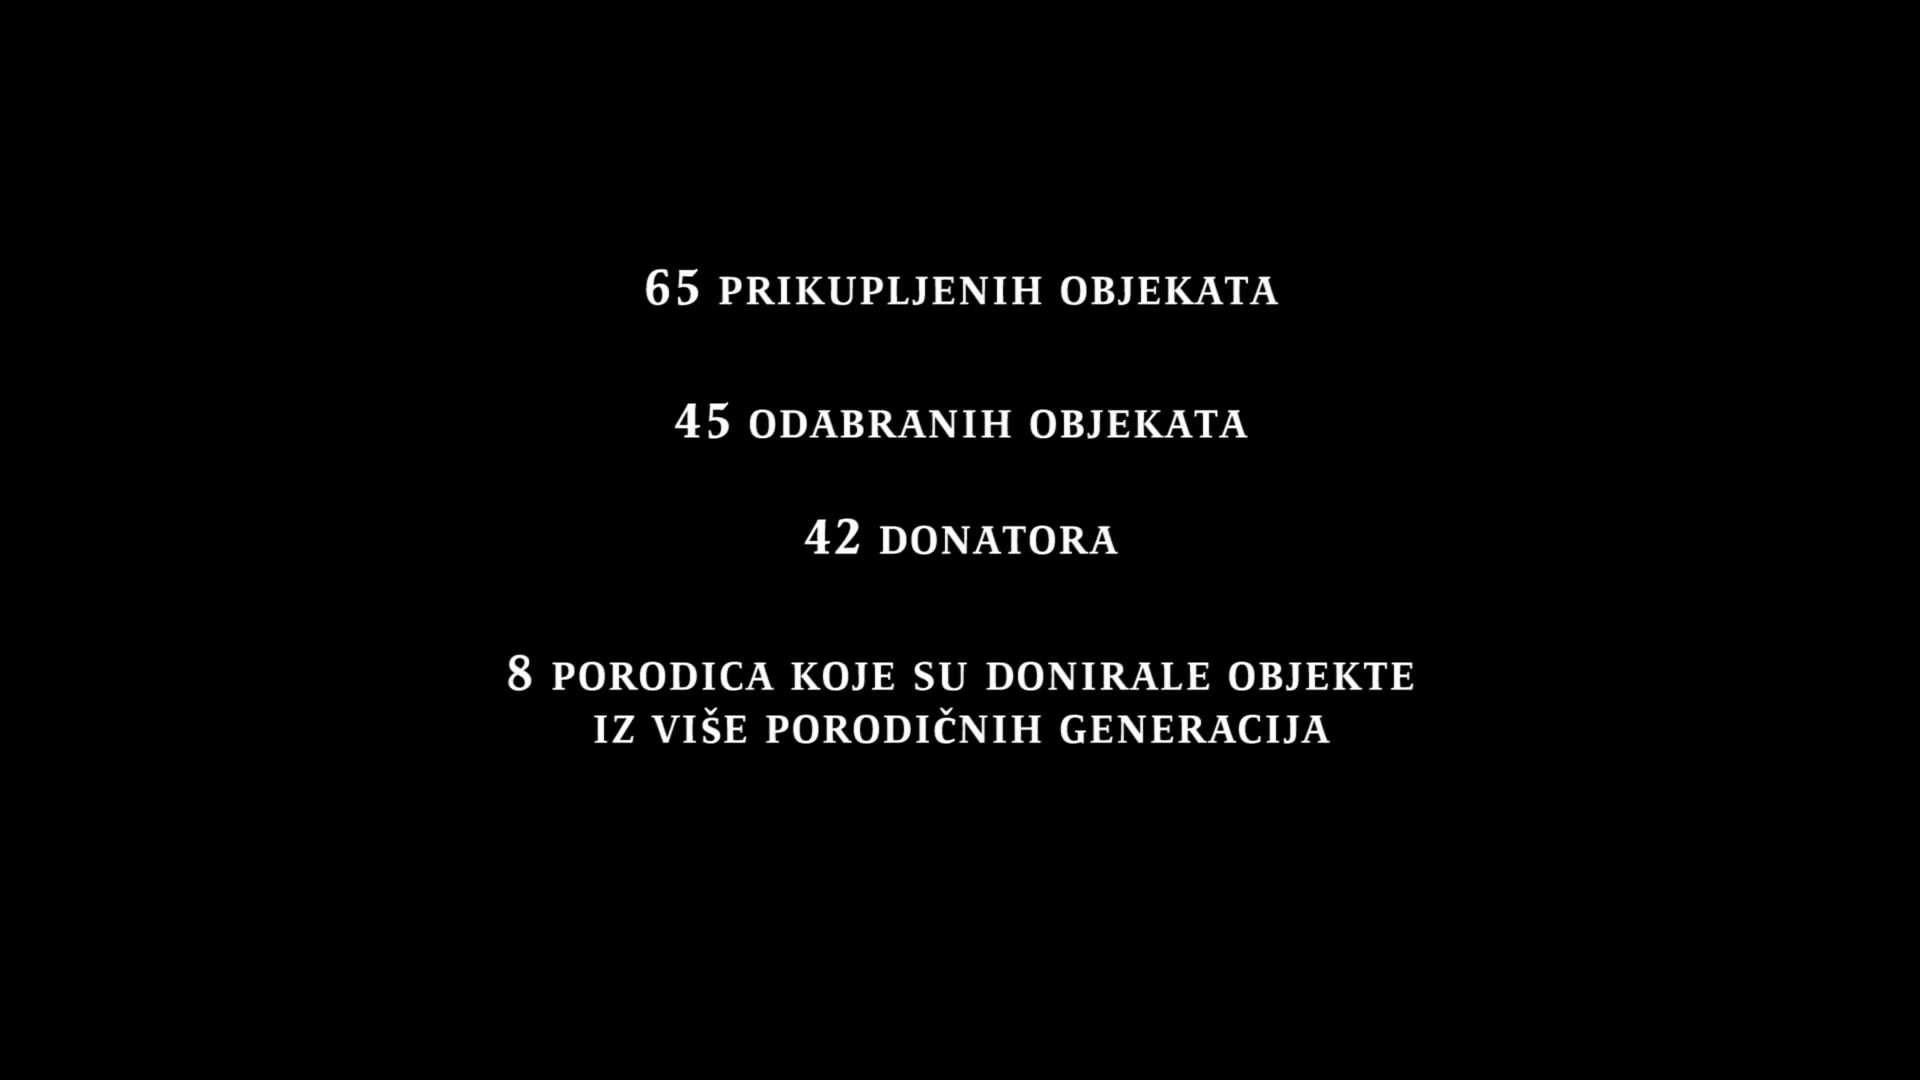 65 PRIKUPLJENIH OBJEKATA
45 ODABRANIH OBJEKATA
42 DONATORA
8 PORODICA KOJE SU DONIRALE OBJEKTE
IZ VIŠE PORODIČNIH GENERACIJA